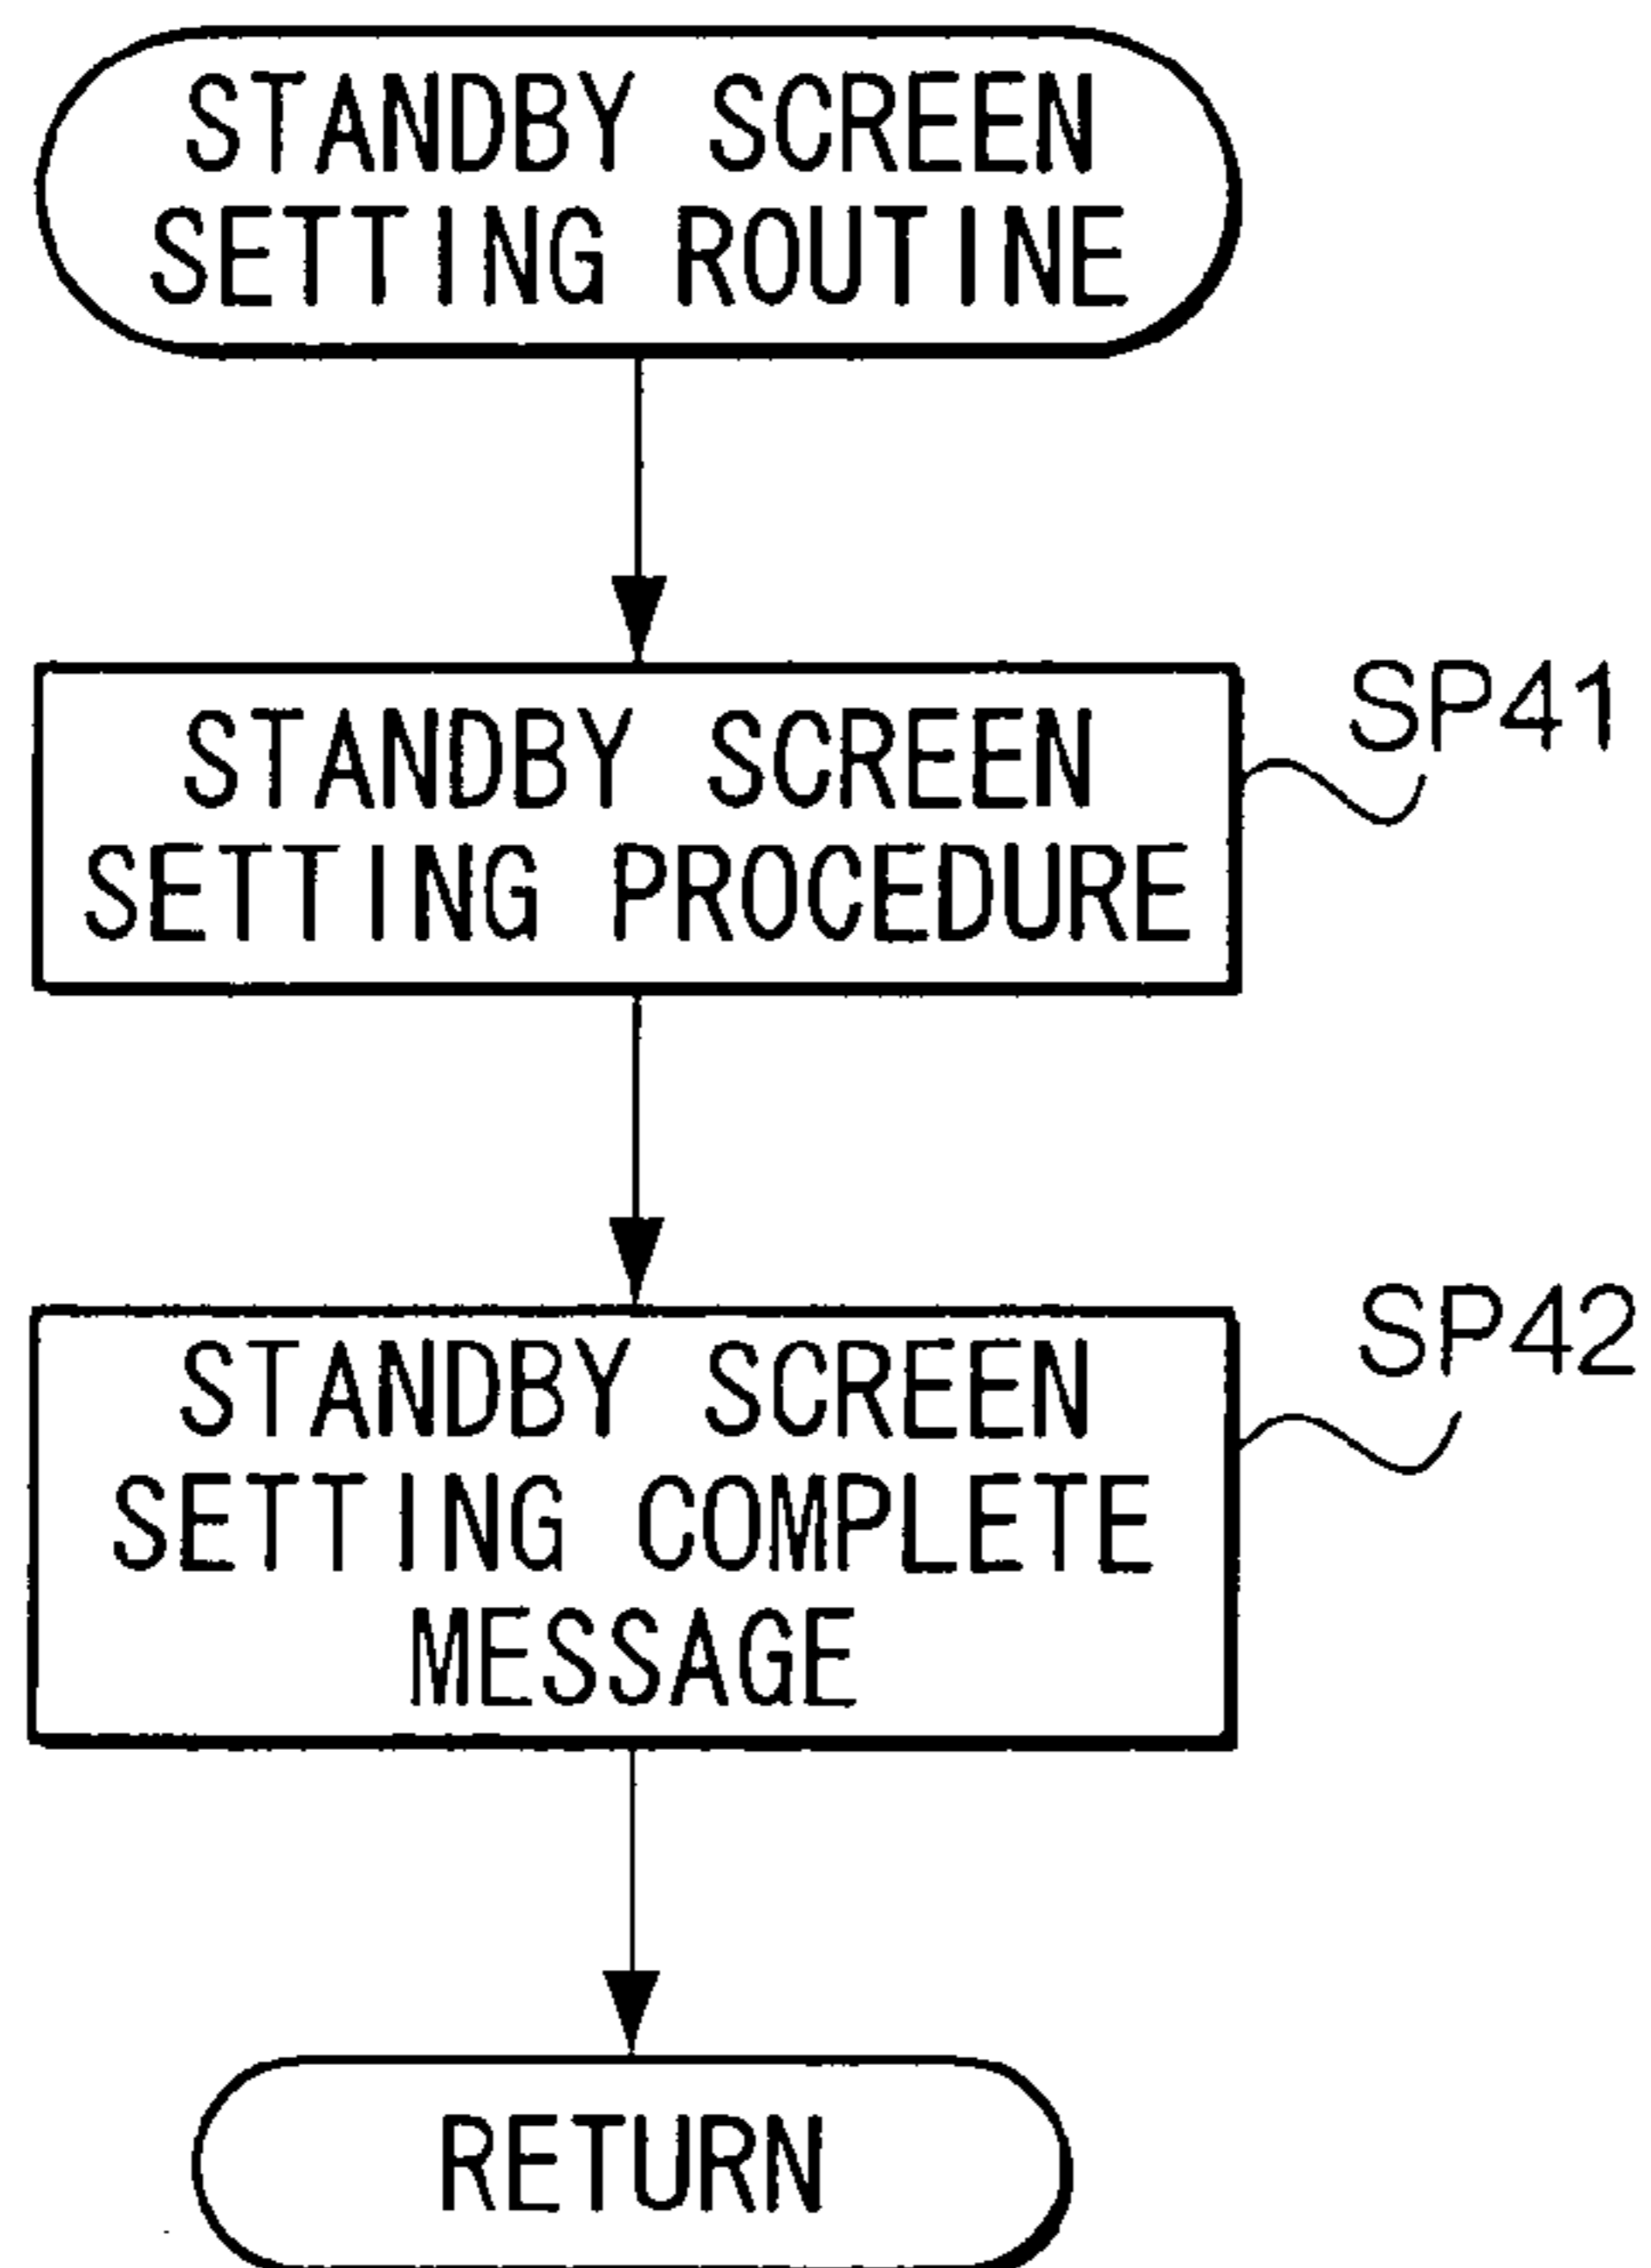 STANDBY SCREEN
SETTING ROUTINE
SP41
STANDBY SCREEN
SETTING PROCEDURE
SP42
STANDBY SCREEN
SETTING COMPLETE
MESSAGE
RETURN